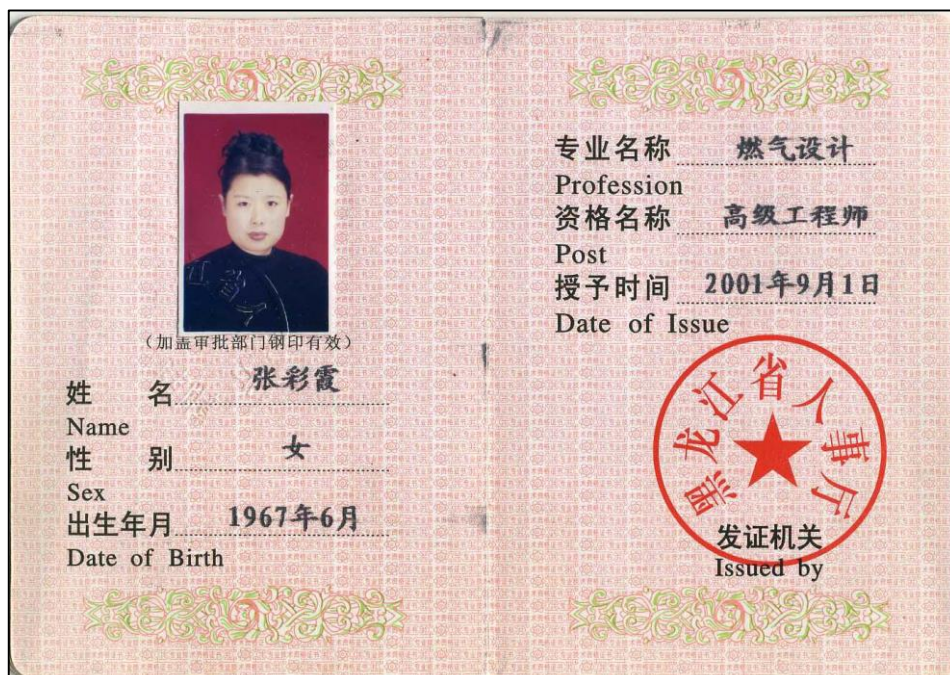 （加盖审批部门钢印有效）
姓 名 张彩霞
Name
性 别 女
Sex
出生年月 1967年6月
Date of Birth
专业名称 燃气设计
Profession
资格名称 高级工程师
Post
授予时间 2001年9月1日
Date of Issue
黑龙江省人事厅
发证机关
Issued by